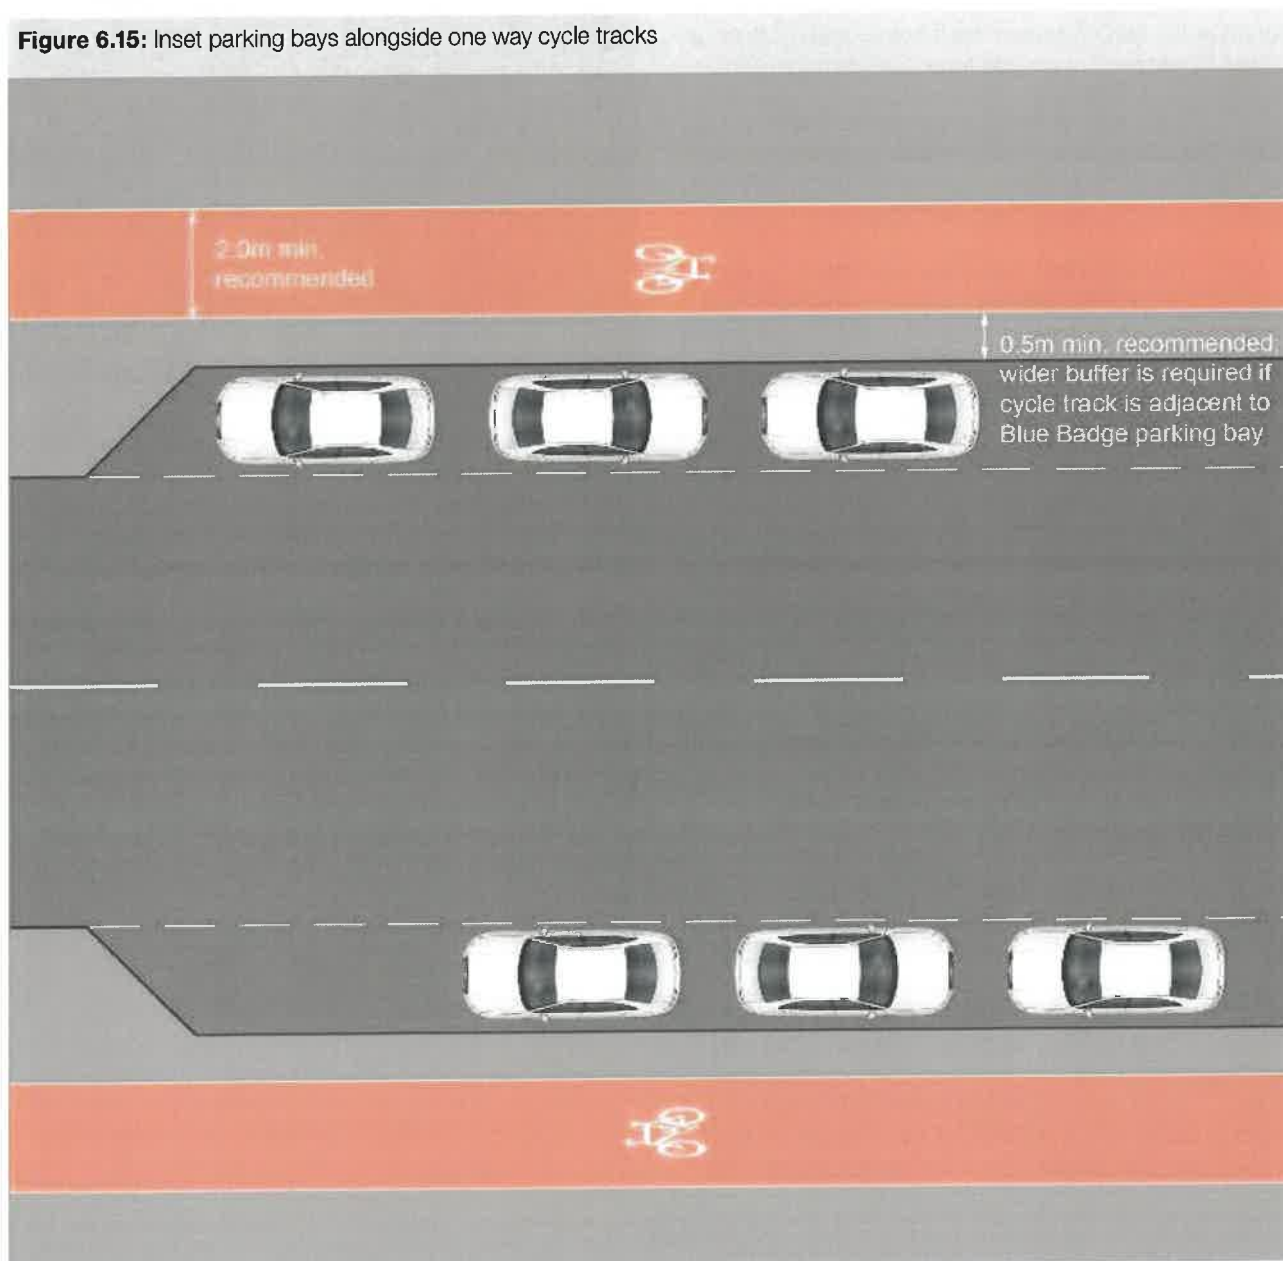 Figure 6.15: Inset parking bays alongside one way cycle tracks
2.0m min.
recommended
0.5m min. recommended
wider buffer is required if
cycle track is adjacent to
Blue Badge parking bay